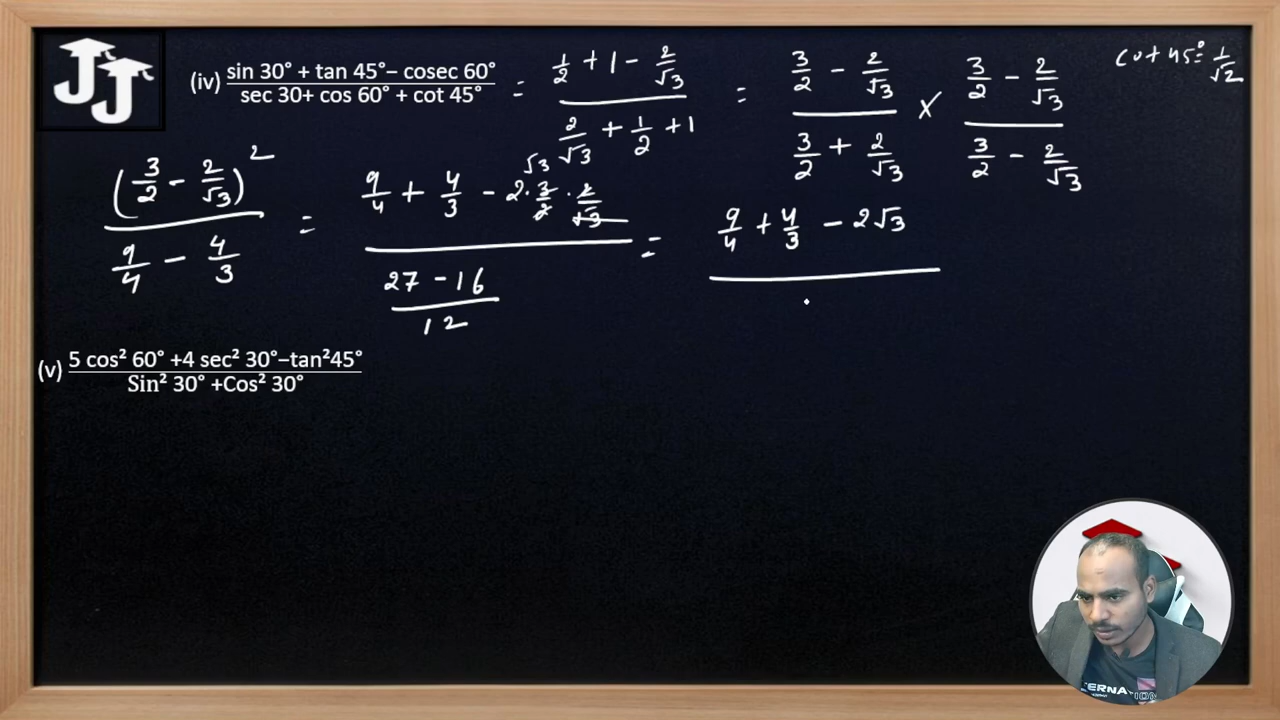 JJ
(iv) sin 30° + tan 45°– cosec 60° / sec 30+ cos 60° + cot 45° = (1/2 + 1 - 2/√3) / (2/√3 + 1/2 + 1) = (3/2 - 2/√3) / (3/2 + 2/√3) × (3/2 - 2/√3) / (3/2 - 2/√3)
cot 45° = 1/√2
(3/2 - 2/√3)² / (9/4 - 4/3) = (9/4 + 4/3 - 2·3/2·2/√3 √3) / ((27 - 16)/12) = 9/4 + 4/3 - 2√3
(v) 5 cos² 60° +4 sec² 30°–tan²45° / Sin² 30° +Cos² 30°
ERNA